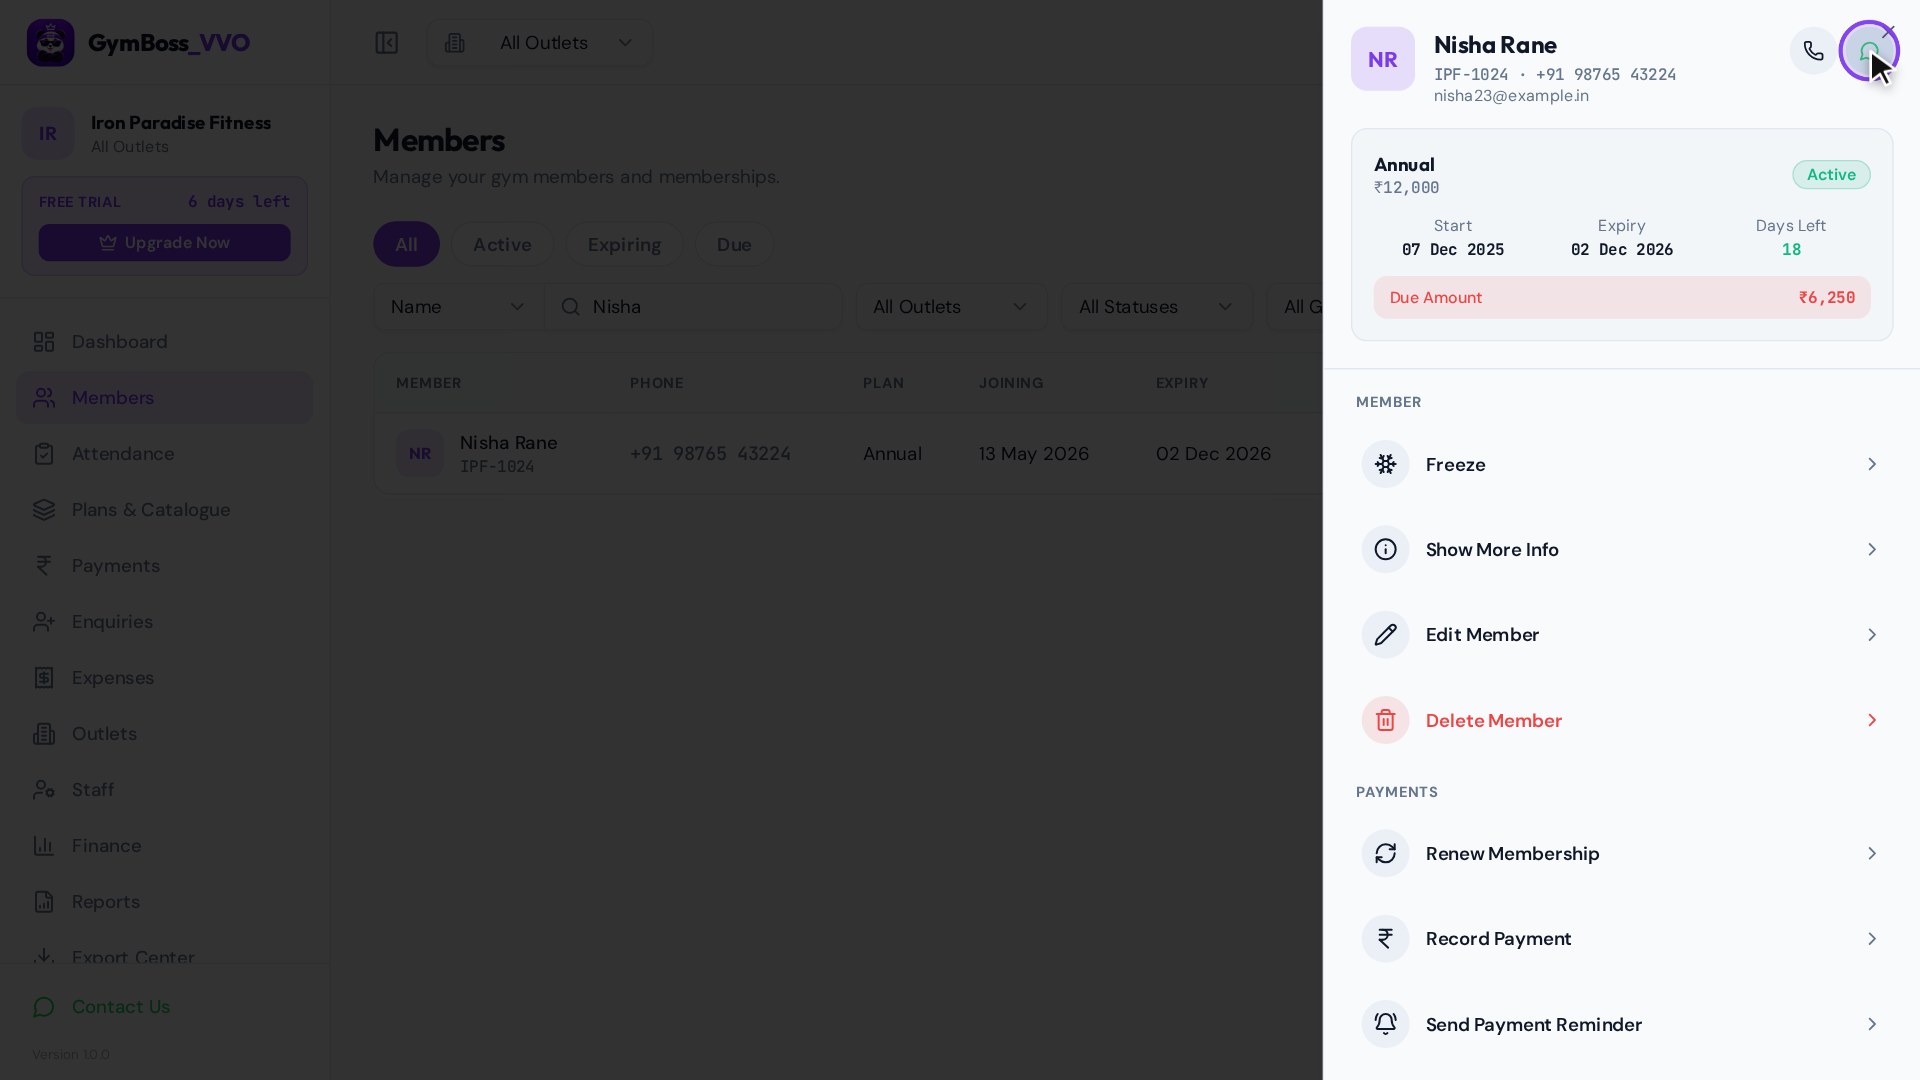 GymBoss_VVO
All Outlets
IR
Iron Paradise Fitness
All Outlets
FREE TRIAL 6 days left
Upgrade Now
Dashboard
Members
Attendance
Plans & Catalogue
Payments
Enquiries
Expenses
Outlets
Staff
Finance
Reports
Export Center
Contact Us
Version 1.0.0
Members
Manage your gym members and memberships.
All Active Expiring Due
Name Nisha All Outlets All Statuses All G
MEMBER PHONE PLAN JOINING EXPIRY
NR Nisha Rane +91 98765 43224 Annual 13 May 2026 02 Dec 2026
IPF-1024
NR
Nisha Rane
IPF-1024 · +91 98765 43224
nisha23@example.in
Annual
₹12,000
Active
Start Expiry Days Left
07 Dec 2025 02 Dec 2026 18
Due Amount ₹6,250
MEMBER
Freeze
Show More Info
Edit Member
Delete Member
PAYMENTS
Renew Membership
Record Payment
Send Payment Reminder